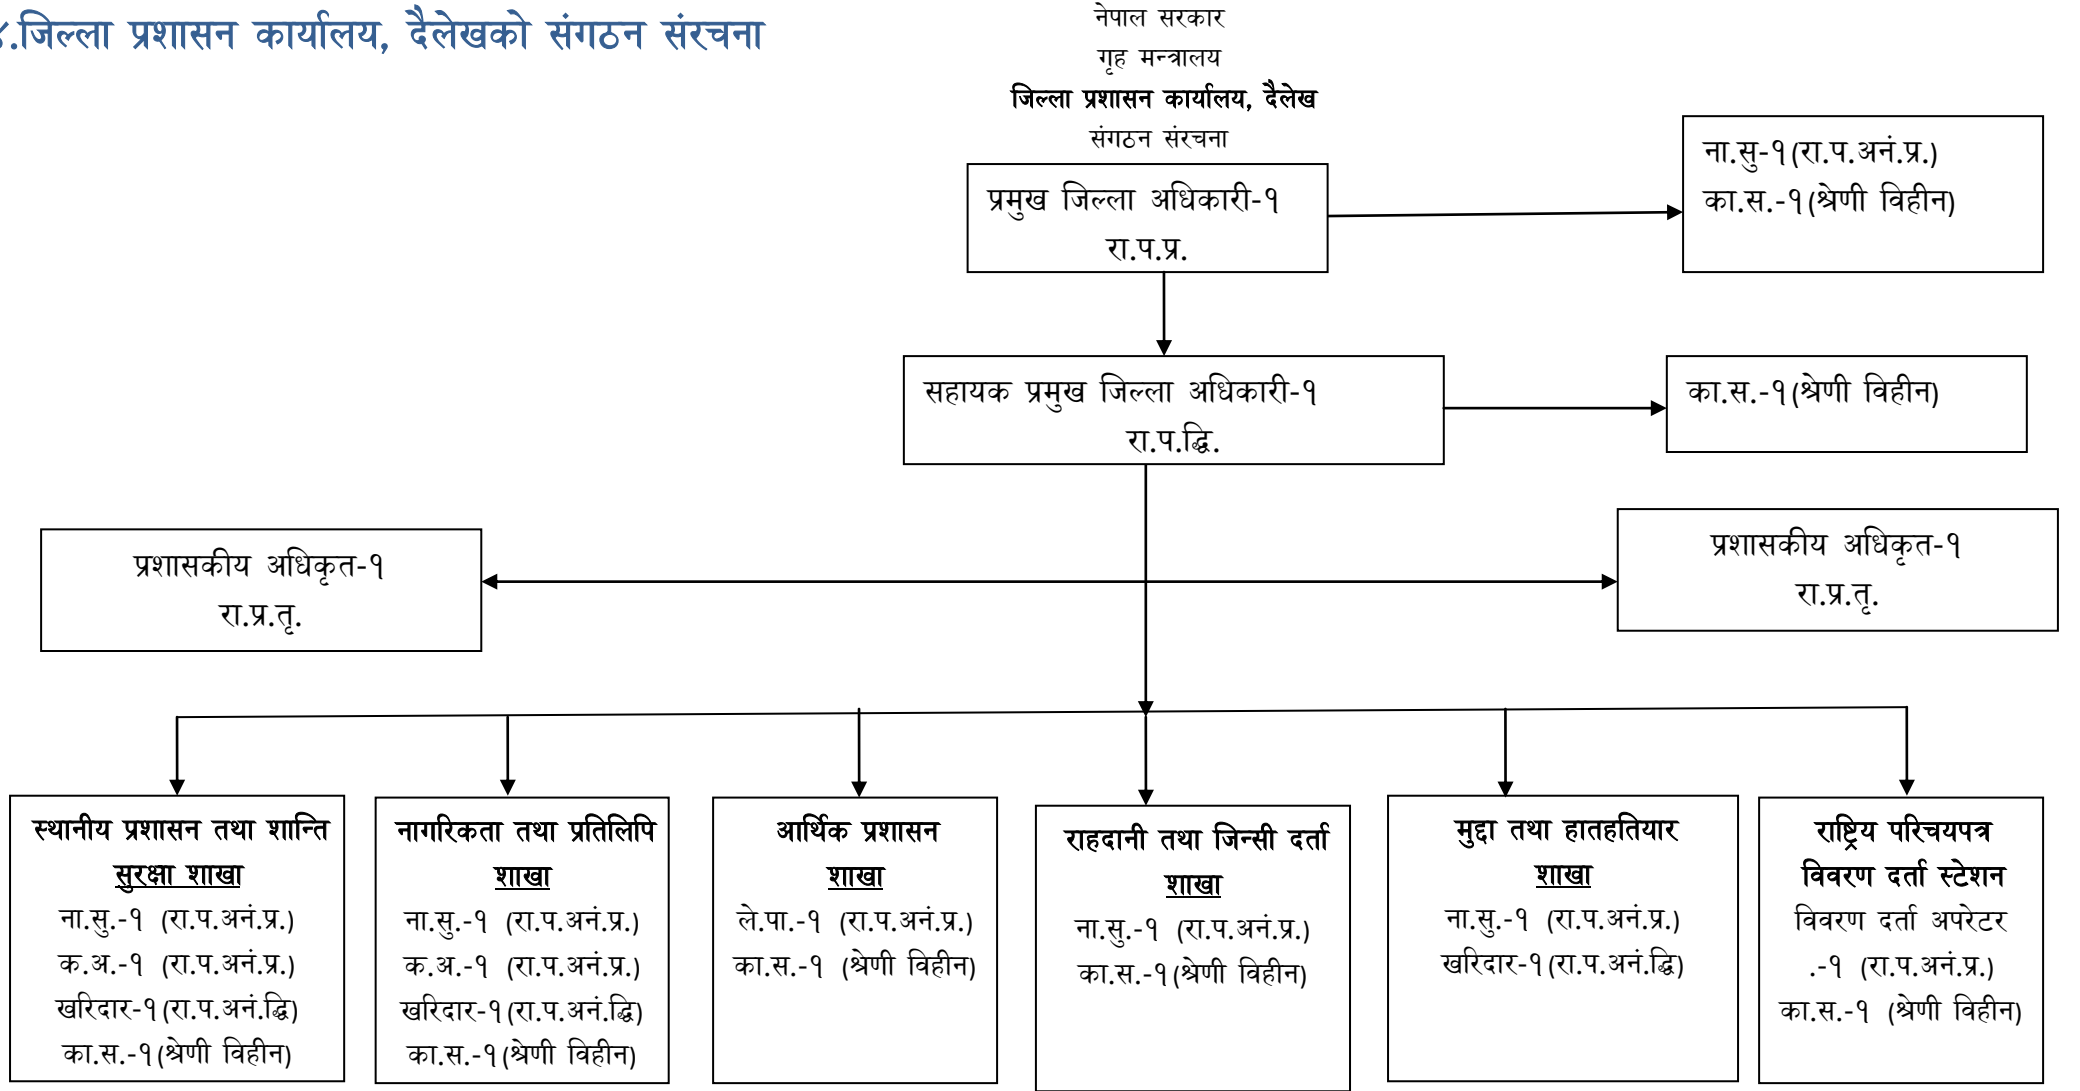 ४.जिल्ला प्रशासन कार्यालय, दैलेखको संगठन संरचना
नेपाल सरकार
गृह मन्त्रालय
जिल्ला प्रशासन कार्यालय, दैलेख
संगठन संरचना
प्रमुख जिल्ला अधिकारी-१
रा.प.प्र.
ना.सु-१(रा.प.अनं.प्र.)
का.स.-१(श्रेणी विहीन)
सहायक प्रमुख जिल्ला अधिकारी-१
रा.प.द्धि.
का.स.-१(श्रेणी विहीन)
प्रशासकीय अधिकृत-१
रा.प्र.तृ.
प्रशासकीय अधिकृत-१
रा.प्र.तृ.
स्थानीय प्रशासन तथा शान्ति
सुरक्षा शाखा
ना.सु.-१ (रा.प.अनं.प्र.)
क.अ.-१ (रा.प.अनं.प्र.)
खरिदार-१(रा.प.अनं.द्धि)
का.स.-१(श्रेणी विहीन)
नागरिकता तथा प्रतिलिपि
शाखा
ना.सु.-१ (रा.प.अनं.प्र.)
क.अ.-१ (रा.प.अनं.प्र.)
खरिदार-१(रा.प.अनं.द्धि)
का.स.-१(श्रेणी विहीन)
आर्थिक प्रशासन
शाखा
ले.पा.-१ (रा.प.अनं.प्र.)
का.स.-१ (श्रेणी विहीन)
राहदानी तथा जिन्सी दर्ता
शाखा
ना.सु.-१ (रा.प.अनं.प्र.)
का.स.-१(श्रेणी विहीन)
मुद्दा तथा हातहतियार
शाखा
ना.सु.-१ (रा.प.अनं.प्र.)
खरिदार-१(रा.प.अनं.द्धि)
राष्ट्रिय परिचयपत्र
विवरण दर्ता स्टेशन
विवरण दर्ता अपरेटर
.-१ (रा.प.अनं.प्र.)
का.स.-१ (श्रेणी विहीन)